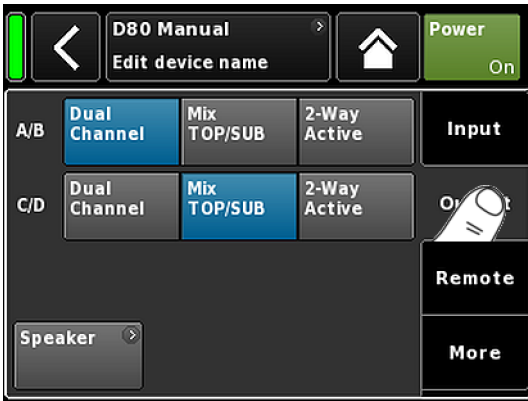 D80 Manual
Edit device name
Power
On
A/B
Dual
Channel
Mix
TOP/SUB
2-Way
Active
Input
C/D
Dual
Channel
Mix
TOP/SUB
2-Way
Active
Remote
Speaker
More